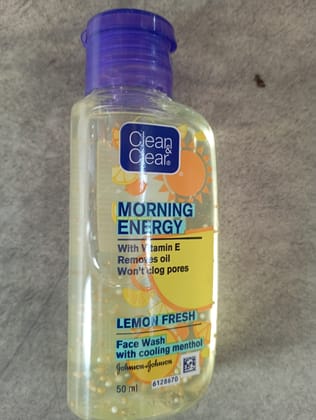 Clean &
Clear®
MORNING
ENERGY
With Vitamin E
Removes oil
Won't clog pores
LEMON FRESH
Face Wash
with cooling menthol
Johnson & Johnson
50 ml
6128670